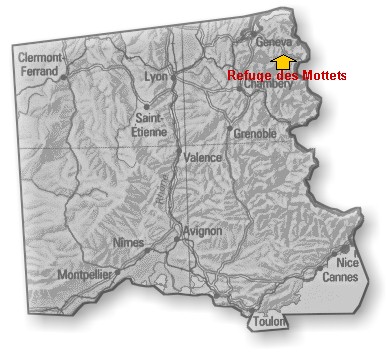 Geneva
Clermont-
Ferrand
Lyon
Refuge des Mottets
Chambéry
Saint-
Étienne
Grenoble
Valence
Rhône
Avignon
Nîmes
Montpellier
Nice
Cannes
Toulon